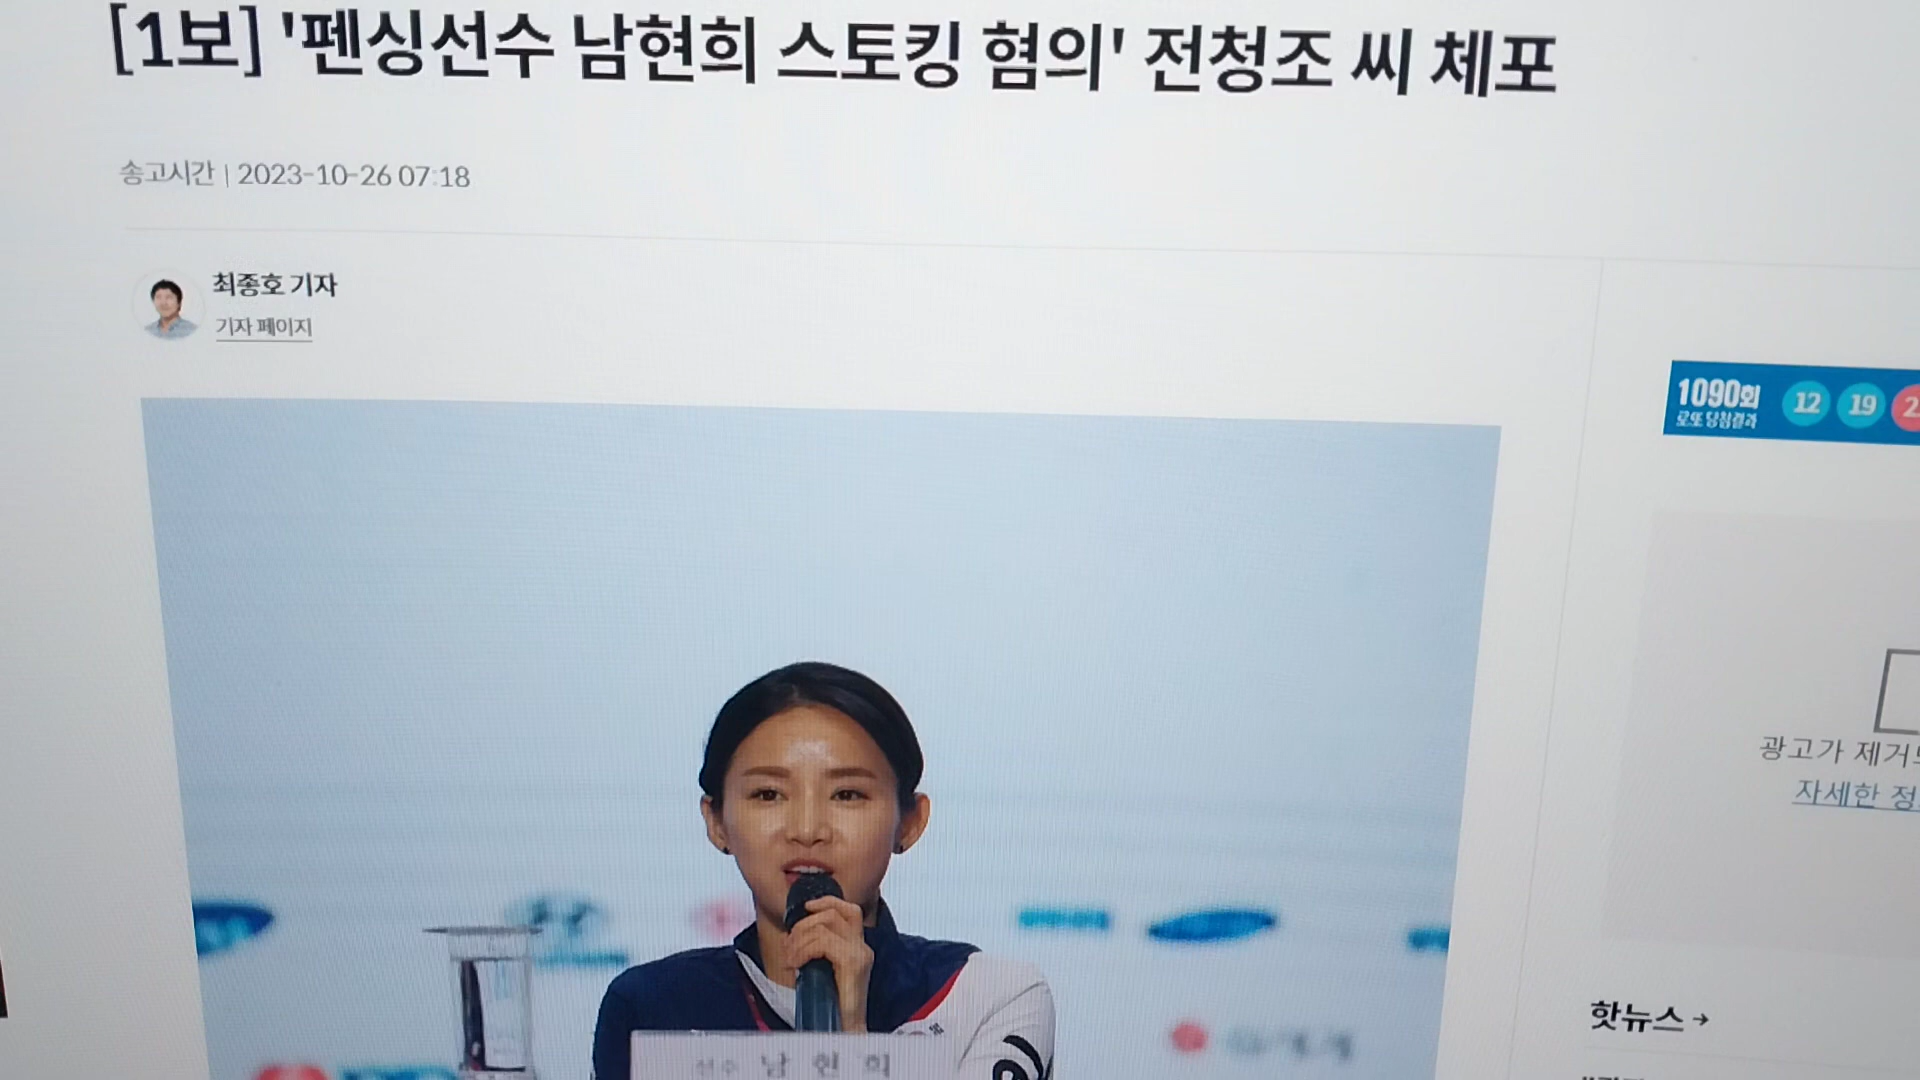 [1보] '펜싱선수 남현희 스토킹 혐의' 전청조 씨 체포
송고시간 | 2023-10-26 07:18
최종호 기자
기자 페이지
1090회
로또 당첨결과
12 19
광고가
자세한
핫뉴스 →
선수 남현희